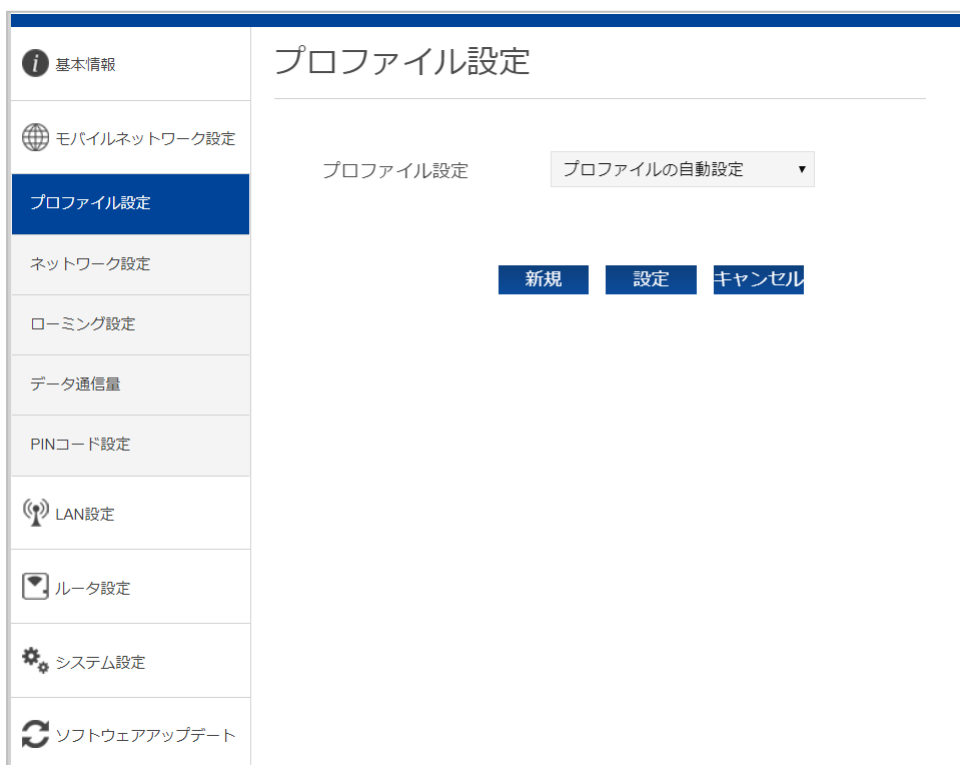 基本情報
モバイルネットワーク設定
プロファイル設定
ネットワーク設定
ローミング設定
データ通信量
PINコード設定
LAN設定
ルータ設定
システム設定
ソフトウェアアップデート
プロファイル設定
プロファイル設定 プロファイルの自動設定
新規 設定 キャンセル